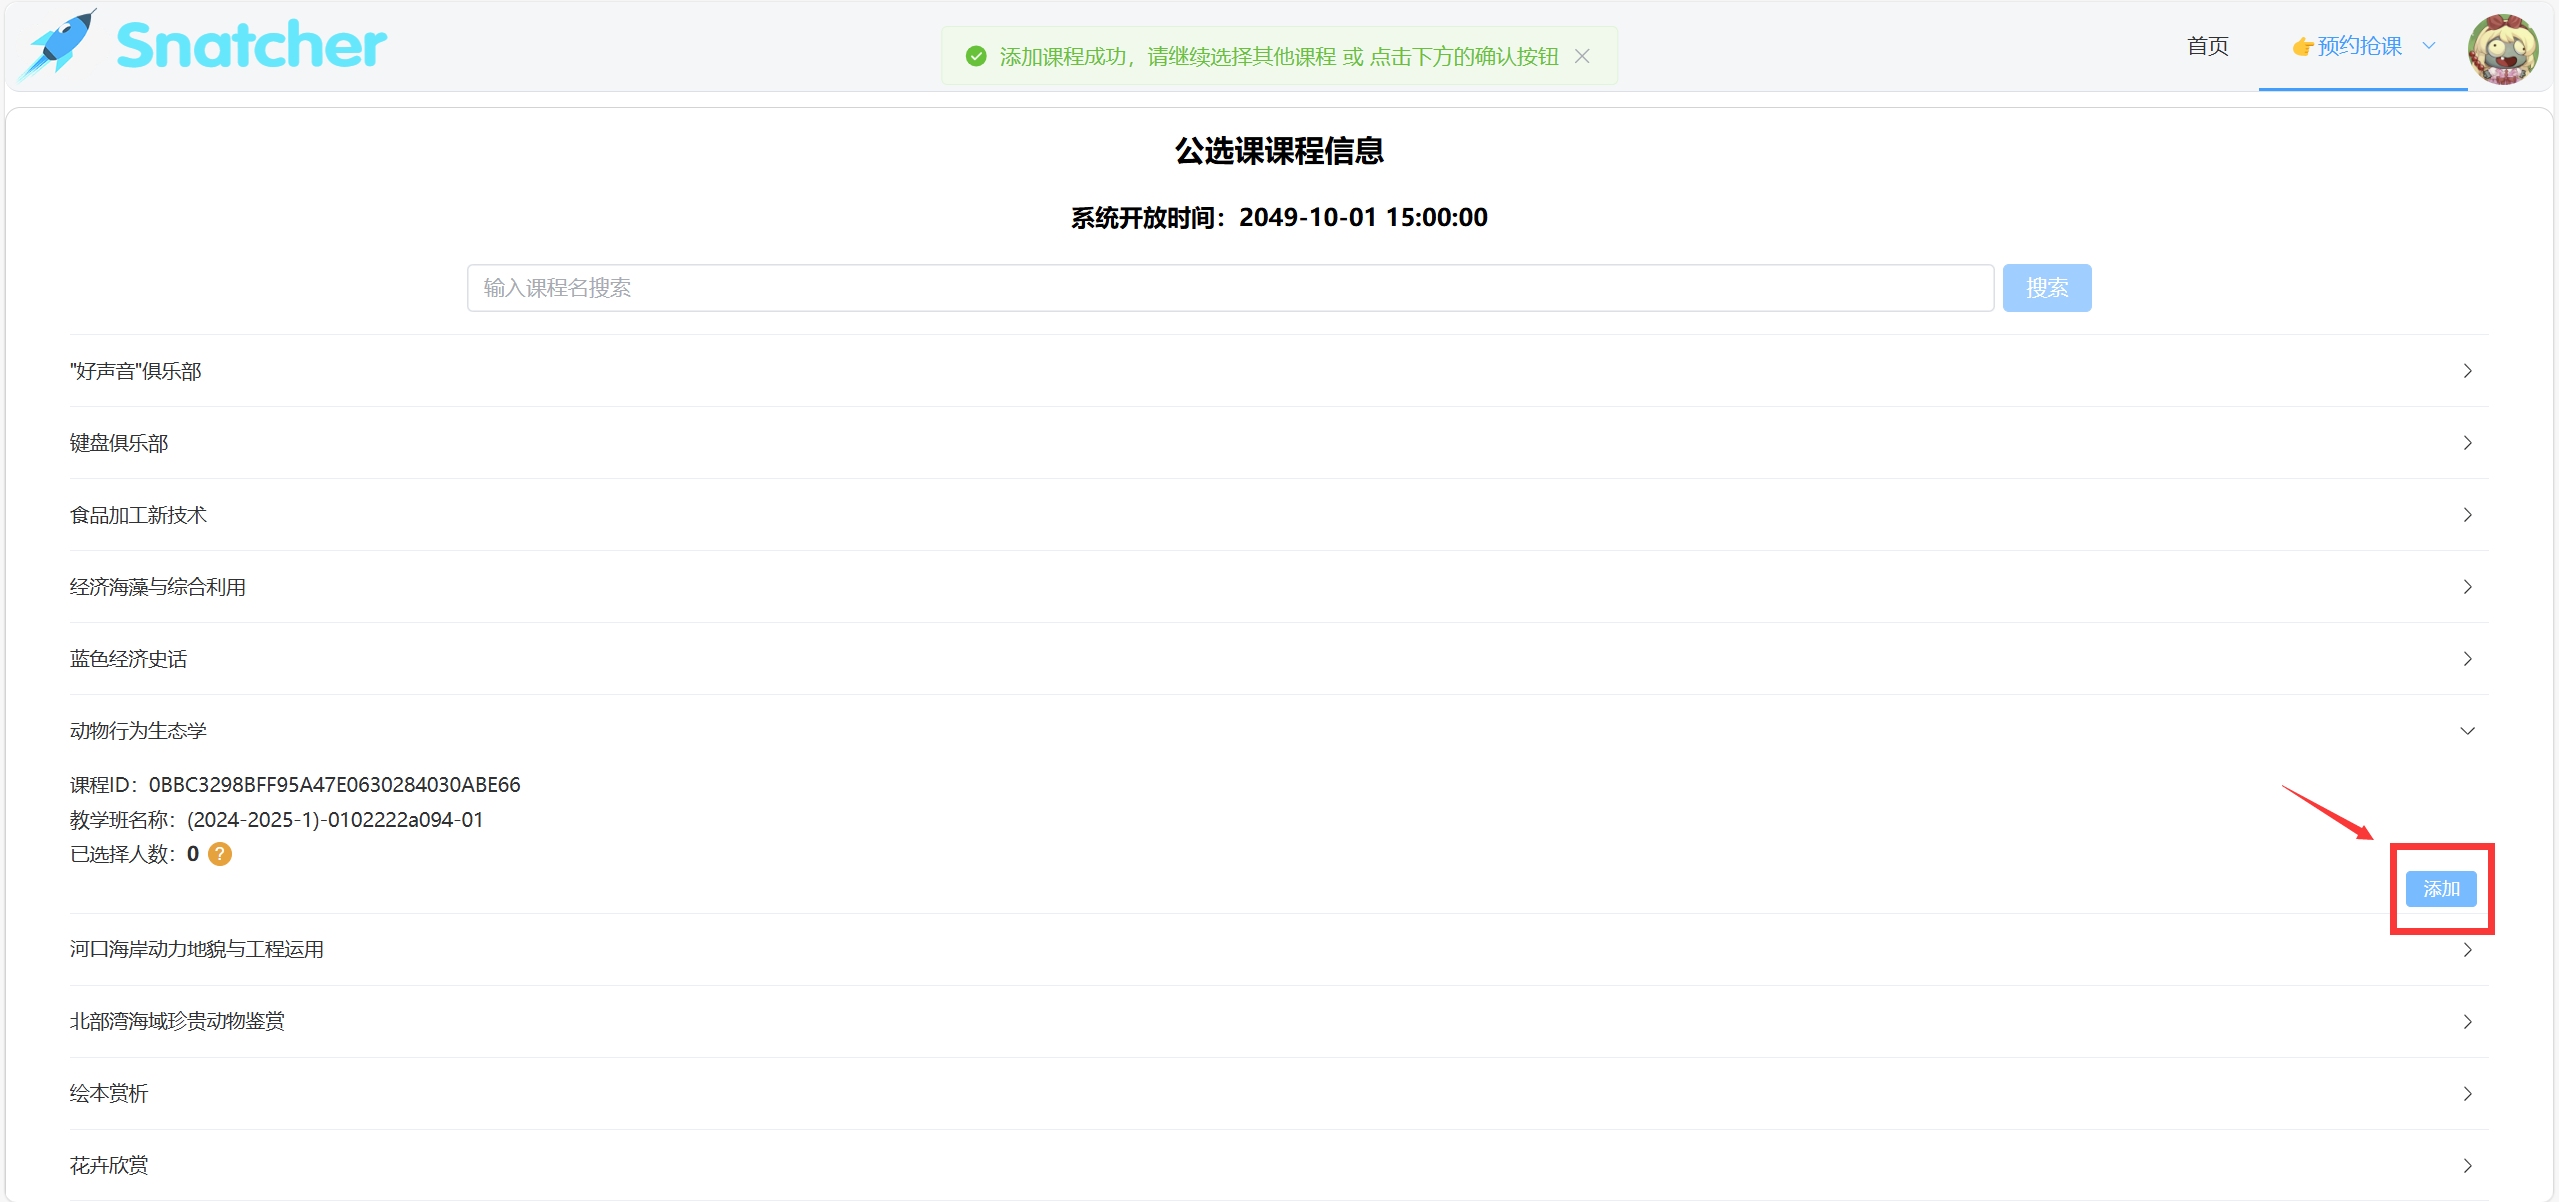 Snatcher
添加课程成功，请继续选择其他课程 或 点击下方的确认按钮
首页
预约抢课
公选课课程信息
系统开放时间：2049-10-01 15:00:00
输入课程名搜索
搜索
"好声音"俱乐部
键盘俱乐部
食品加工新技术
经济海藻与综合利用
蓝色经济史话
动物行为生态学
课程ID：0BBC3298BFF95A47E0630284030ABE66
教学班名称：(2024-2025-1)-0102222a094-01
已选择人数：0 ?
添加
河口海岸动力地貌与工程运用
北部湾海域珍贵动物鉴赏
绘本赏析
花卉欣赏